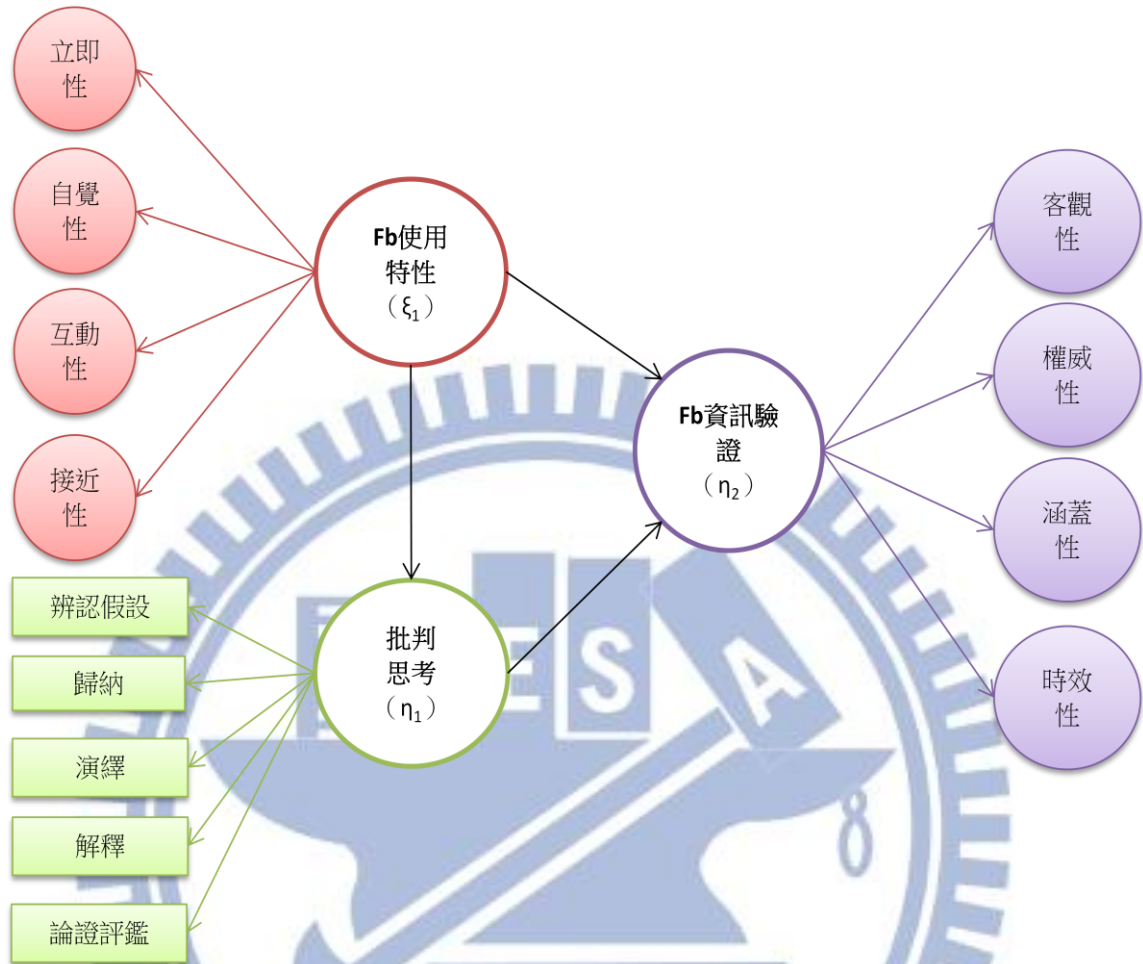 立即
性
自覺
性
互動
性
接近
性
Fb使用
特性
（ξ₁）
Fb資訊驗
證
（η₂）
客觀
性
權威
性
涵蓋
性
時效
性
辨認假設
歸納
演繹
解釋
論證評鑑
批判
思考
（η₁）
E
S
A